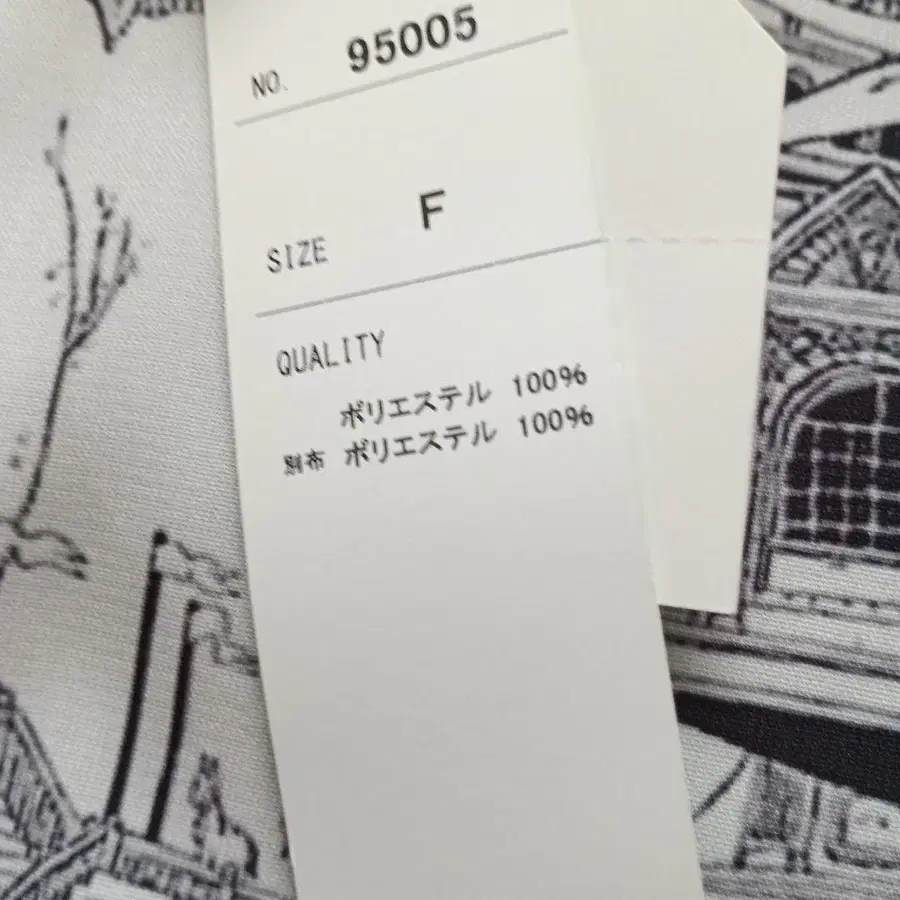 NO. 95005
SIZE F
QUALITY
ポリエステル 100%
別布 ポリエステル 100%